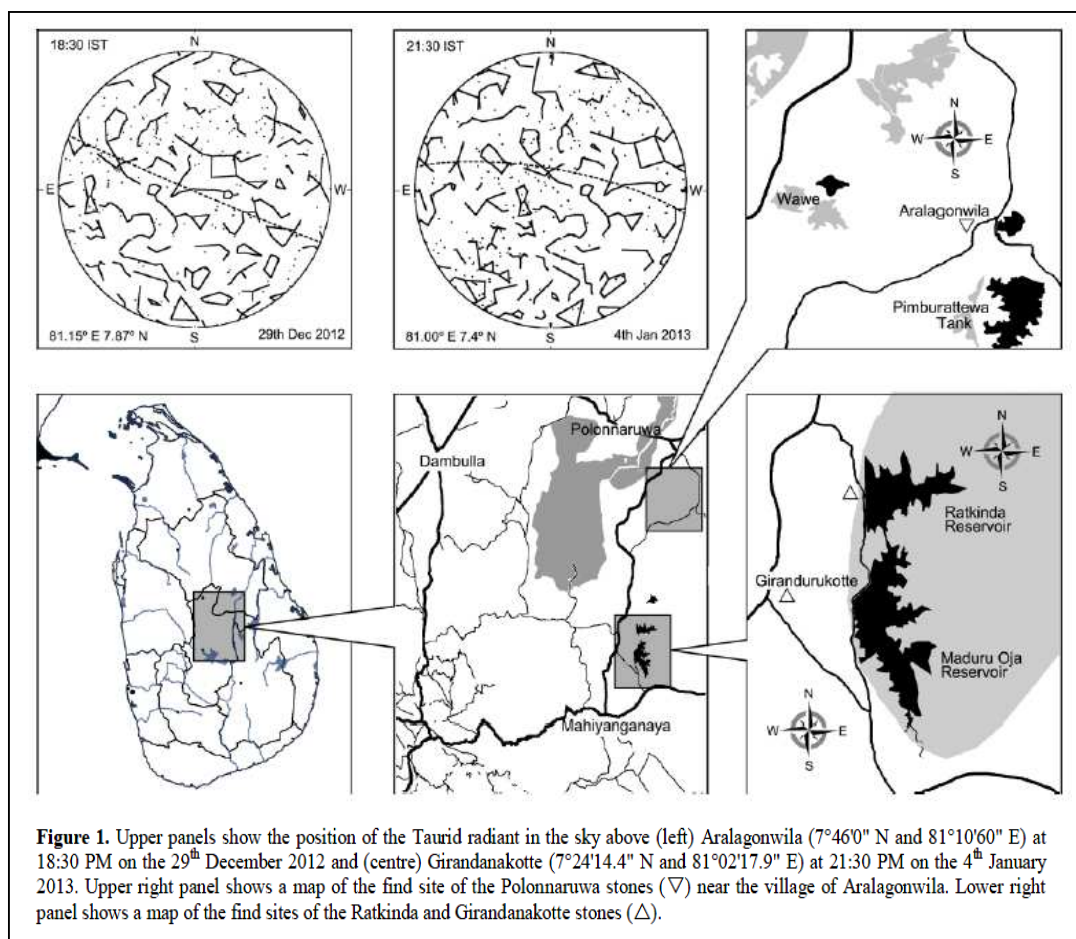 18:30 IST
N
E
W
81.15° E 7.87° N
S
29th Dec 2012
21:30 IST
N
E
W
81.00° E 7.4° N
S
4th Jan 2013
N
W
E
S
Wawe
Aralagonwila
Pimburattewa
Tank
Polonnaruwa
Dambulla
Mahiyanganaya
N
W
E
S
Ratkinda
Reservoir
Girandurukotte
Maduru Oja
Reservoir
N
W
E
S
Figure 1. Upper panels show the position of the Taurid radiant in the sky above (left) Aralagonwila (7°46'0" N and 81°10'60" E) at
18:30 PM on the 29th December 2012 and (centre) Girandanakotte (7°24'14.4" N and 81°02'17.9" E) at 21:30 PM on the 4th January
2013. Upper right panel shows a map of the find site of the Polonnaruwa stones (▽) near the village of Aralagonwila. Lower right
panel shows a map of the find sites of the Ratkinda and Girandanakotte stones (△).